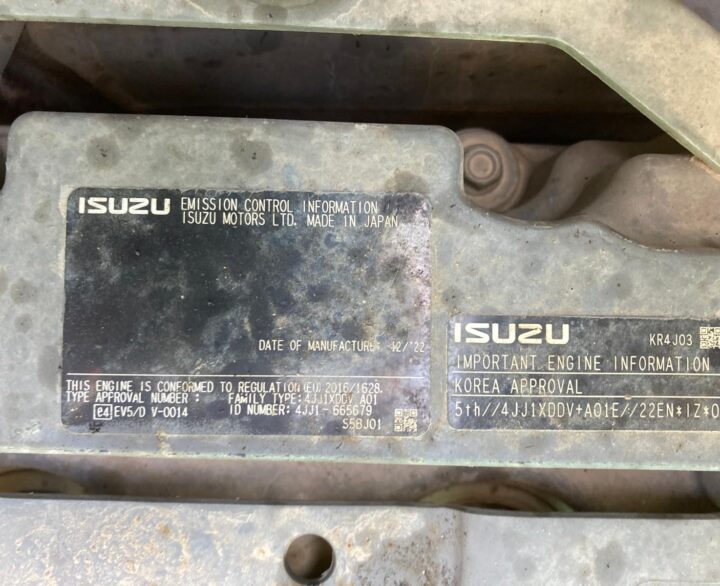 ISUZU EMISSION CONTROL INFORMATION
ISUZU MOTORS LTD. MADE IN JAPAN
DATE OF MANUFACTURE: 12/'22
THIS ENGINE IS CONFORMED TO REGULATION(EU)2016/1628.
TYPE APPROVAL NUMBER : FAMILY TYPE:4JJ1XDDV A01
e4 EV5/D V-0014 ID NUMBER: 4JJ1-665679
S5BJ01
ISUZU KR4J03
IMPORTANT ENGINE INFORMATION
KOREA APPROVAL
5th//4JJ1XDDV+A01E//22EN*IZ*0